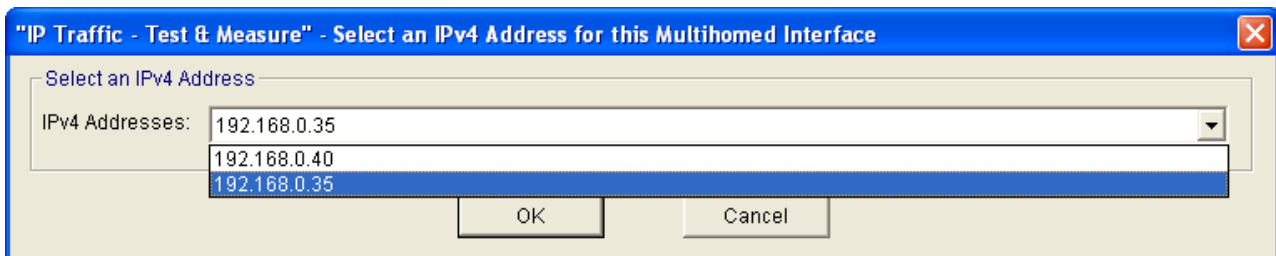 "IP Traffic - Test & Measure" - Select an IPv4 Address for this Multihomed Interface
Select an IPv4 Address
IPv4 Addresses: 192.168.0.35
192.168.0.40
192.168.0.35
OK Cancel